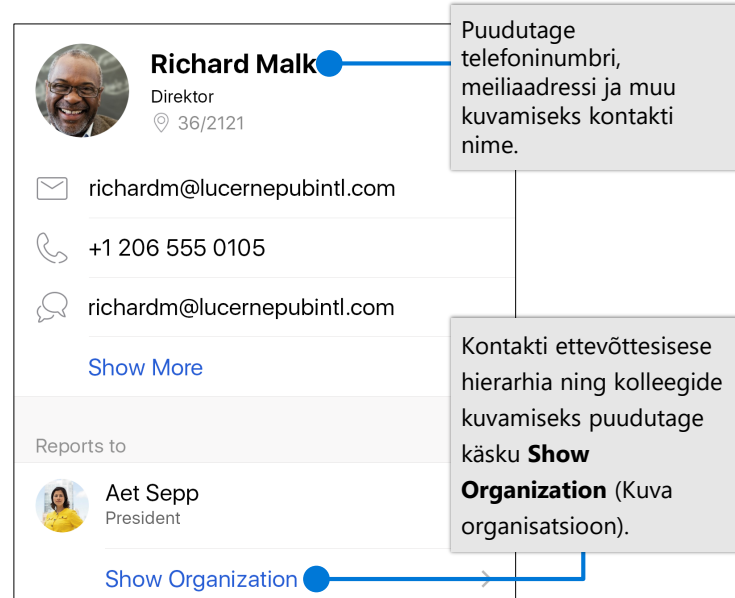 Richard Malk
Direktor
36/2121
richardm@lucernepubintl.com
+1 206 555 0105
richardm@lucernepubintl.com
Show More
Reports to
Aet Sepp
President
Show Organization
Puudutage
telefoninumbri,
meiliaadressi ja muu
kuvamiseks kontakti
nime.
Kontakti ettevõttesisese
hierarhia ning kolleegide
kuvamiseks puudutage
käsku Show
Organization (Kuva
organisatsioon).